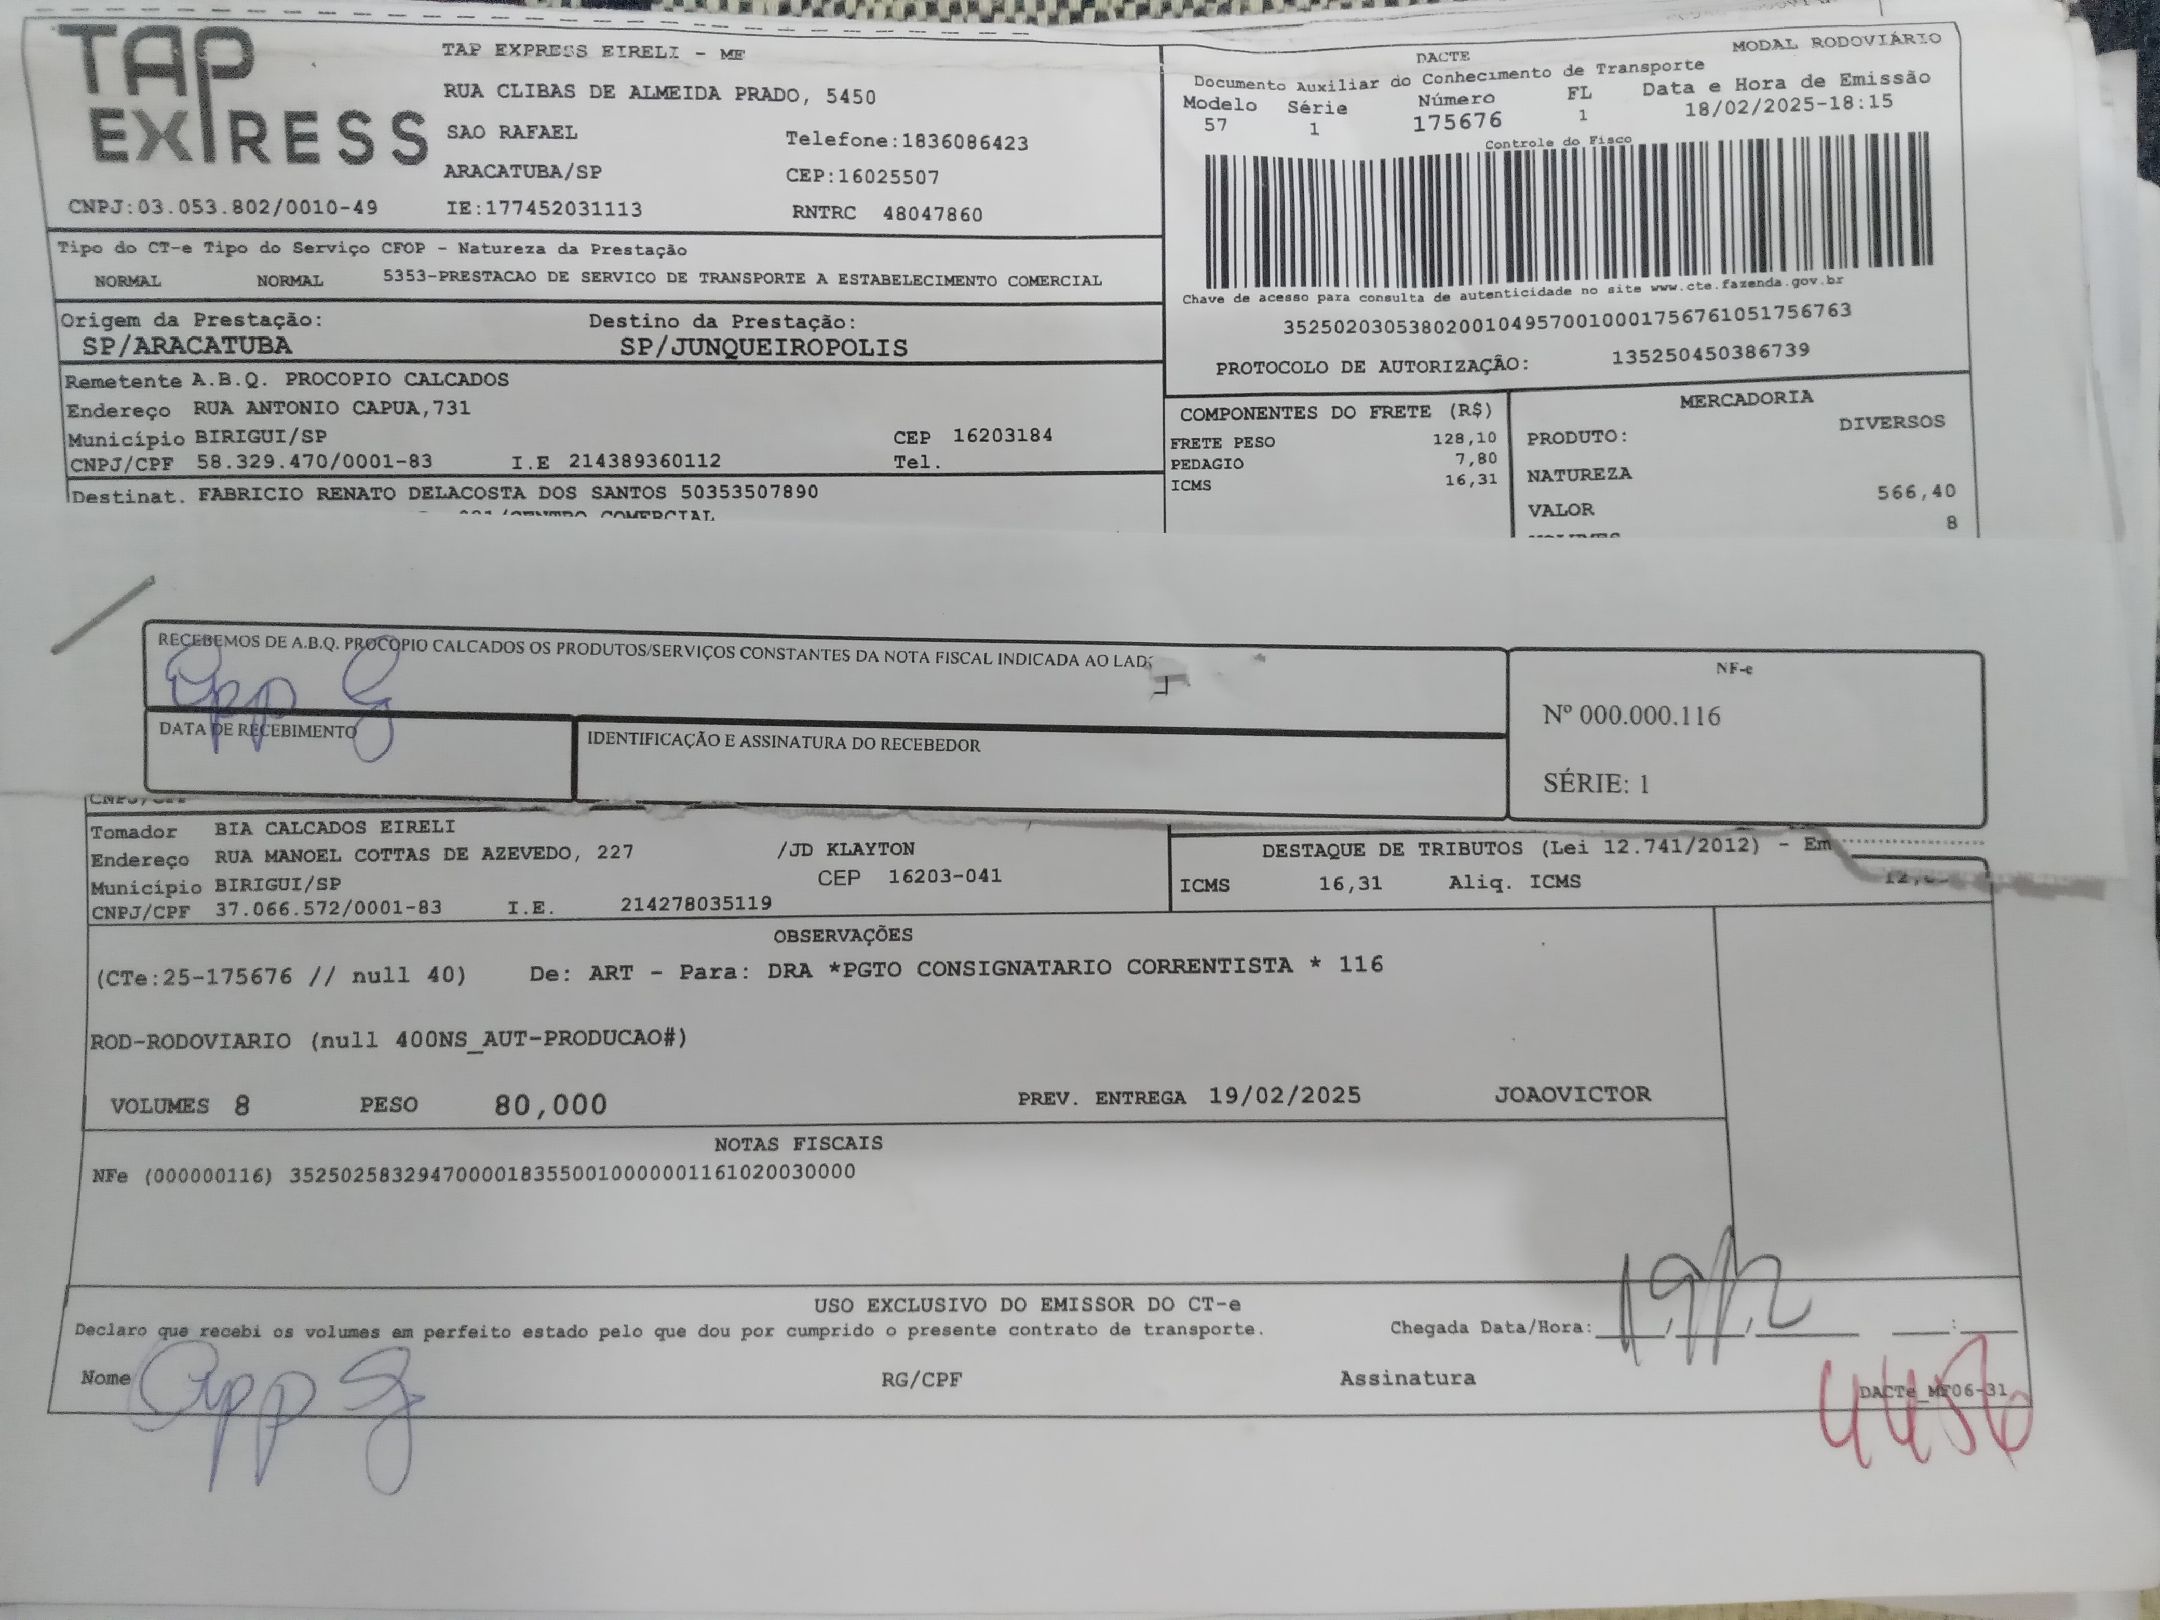 TAP EXPRESS
TAP EXPRESS EIRELI - ME
RUA CLIBAS DE ALMEIDA PRADO, 5450
SAO RAFAEL Telefone:1836086423
ARACATUBA/SP CEP:16025507
CNPJ:03.053.802/0010-49 IE:177452031113 RNTRC 48047860
DACTE MODAL RODOVIÁRIO
Documento Auxiliar do Conhecimento de Transporte
Modelo Série Número FL Data e Hora de Emissão
57 1 175676 1 18/02/2025-18:15
Controle do Fisco
Chave de acesso para consulta de autenticidade no site www.cte.fazenda.gov.br
35250203053802001049570010001756761051756763
PROTOCOLO DE AUTORIZAÇÃO: 135250450386739
Tipo do CT-e Tipo do Serviço CFOP - Natureza da Prestação
NORMAL NORMAL 5353-PRESTACAO DE SERVICO DE TRANSPORTE A ESTABELECIMENTO COMERCIAL
Origem da Prestação: Destino da Prestação:
SP/ARACATUBA SP/JUNQUEIROPOLIS
Remetente A.B.Q. PROCOPIO CALCADOS
Endereço RUA ANTONIO CAPUA,731
Município BIRIGUI/SP CEP 16203184
CNPJ/CPF 58.329.470/0001-83 I.E 214389360112 Tel.
Destinat. FABRICIO RENATO DELACOSTA DOS SANTOS 50353507890
/CENTRO COMERCIAL
COMPONENTES DO FRETE (R$)
FRETE PESO 128,10
PEDAGIO 7,80
ICMS 16,31
MERCADORIA
PRODUTO: DIVERSOS
NATUREZA
VALOR 566,40
VOLUMES 8
RECEBEMOS DE A.B.Q. PROCOPIO CALCADOS OS PRODUTOS/SERVIÇOS CONSTANTES DA NOTA FISCAL INDICADA AO LAD
DATA DE RECEBIMENTO
IDENTIFICAÇÃO E ASSINATURA DO RECEBEDOR
NF-e
Nº 000.000.116
SÉRIE: 1
CNPJ/CPF
Tomador BIA CALCADOS EIRELI
Endereço RUA MANOEL COTTAS DE AZEVEDO, 227 /JD KLAYTON
Município BIRIGUI/SP CEP 16203-041
CNPJ/CPF 37.066.572/0001-83 I.E. 214278035119
DESTAQUE DE TRIBUTOS (Lei 12.741/2012) - Em
ICMS 16,31 Aliq. ICMS 12,
OBSERVAÇÕES
(CTe:25-175676 // null 40) De: ART - Para: DRA *PGTO CONSIGNATARIO CORRENTISTA * 116
ROD-RODOVIARIO (null 400NS_AUT-PRODUCAO#)
VOLUMES 8 PESO 80,000 PREV. ENTREGA 19/02/2025 JOAOVICTOR
NOTAS FISCAIS
NFe (000000116) 35250258329470000183550010000001161020030000
USO EXCLUSIVO DO EMISSOR DO CT-e
Declaro que recebi os volumes em perfeito estado pelo que dou por cumprido o presente contrato de transporte. Chegada Data/Hora: 19/2
Nome RG/CPF Assinatura DACTe_MF06-31
4456